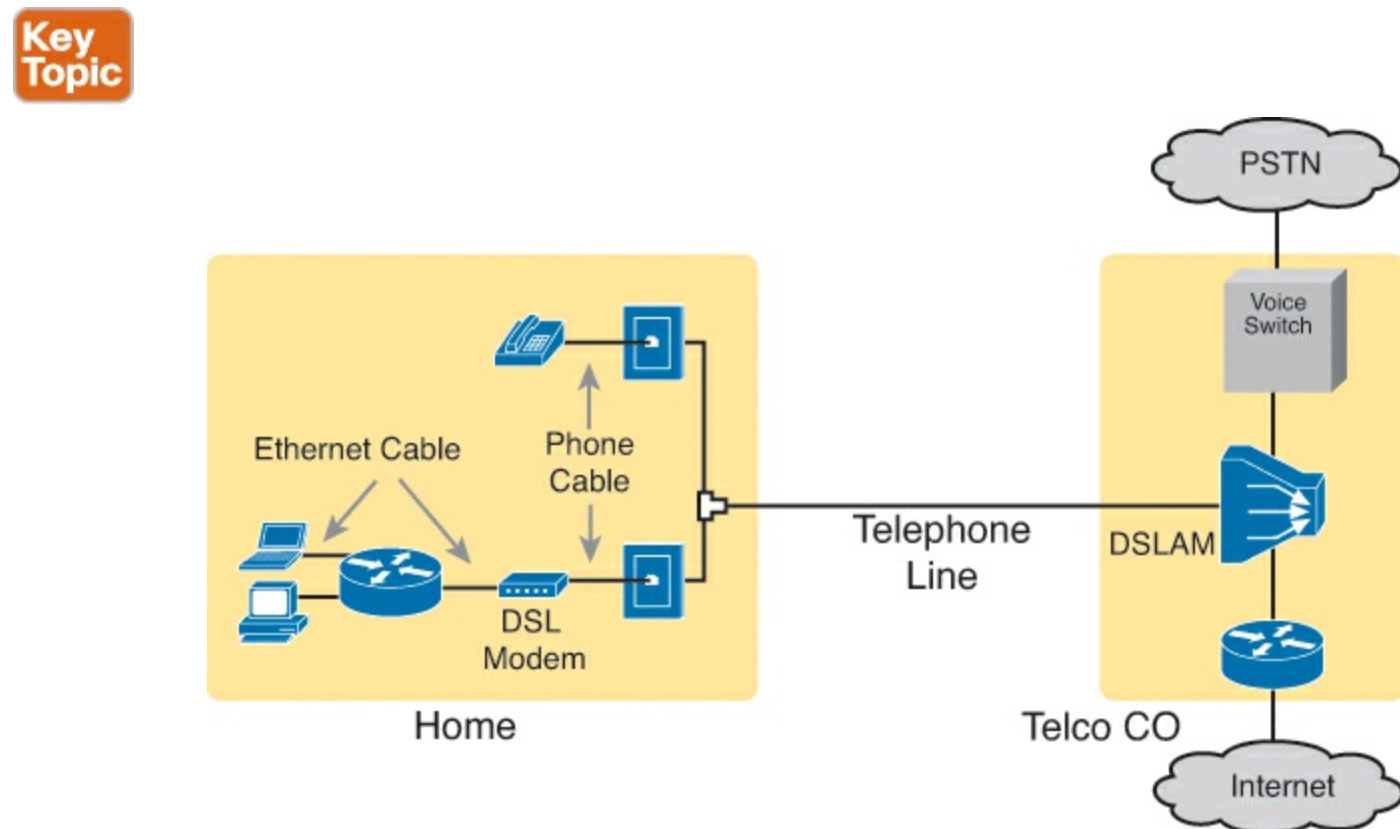 Key
Topic
PSTN
Voice
Switch
Ethernet Cable
Phone
Cable
Telephone
Line
DSLAM
DSL
Modem
Home
Telco CO
Internet